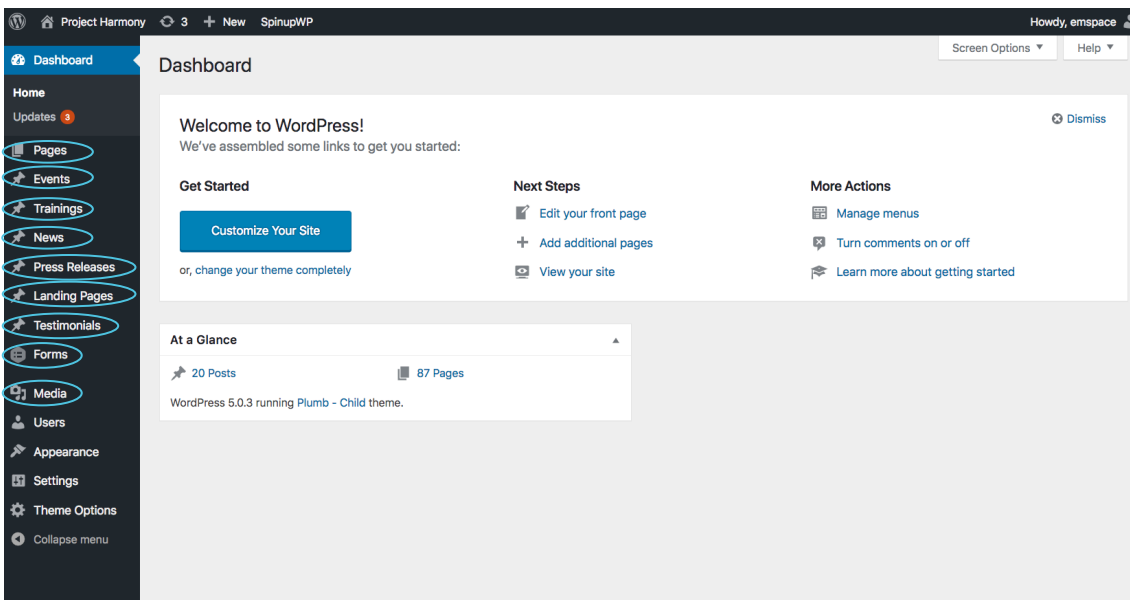 Project Harmony 3 New SpinupWP Howdy, emspace
Dashboard
Home
Updates 3
Pages
Events
Trainings
News
Press Releases
Landing Pages
Testimonials
Forms
Media
Users
Appearance
Settings
Theme Options
Collapse menu
Screen Options Help
Dashboard
Welcome to WordPress! Dismiss
We've assembled some links to get you started:
Get Started
Customize Your Site
or, change your theme completely
Next Steps
Edit your front page
Add additional pages
View your site
More Actions
Manage menus
Turn comments on or off
Learn more about getting started
At a Glance
20 Posts 87 Pages
WordPress 5.0.3 running Plumb - Child theme.